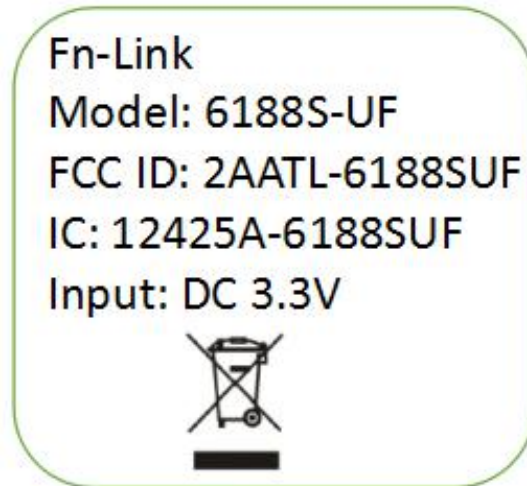 Fn-Link
Model: 6188S-UF
FCC ID: 2AATL-6188SUF
IC: 12425A-6188SUF
Input: DC 3.3V